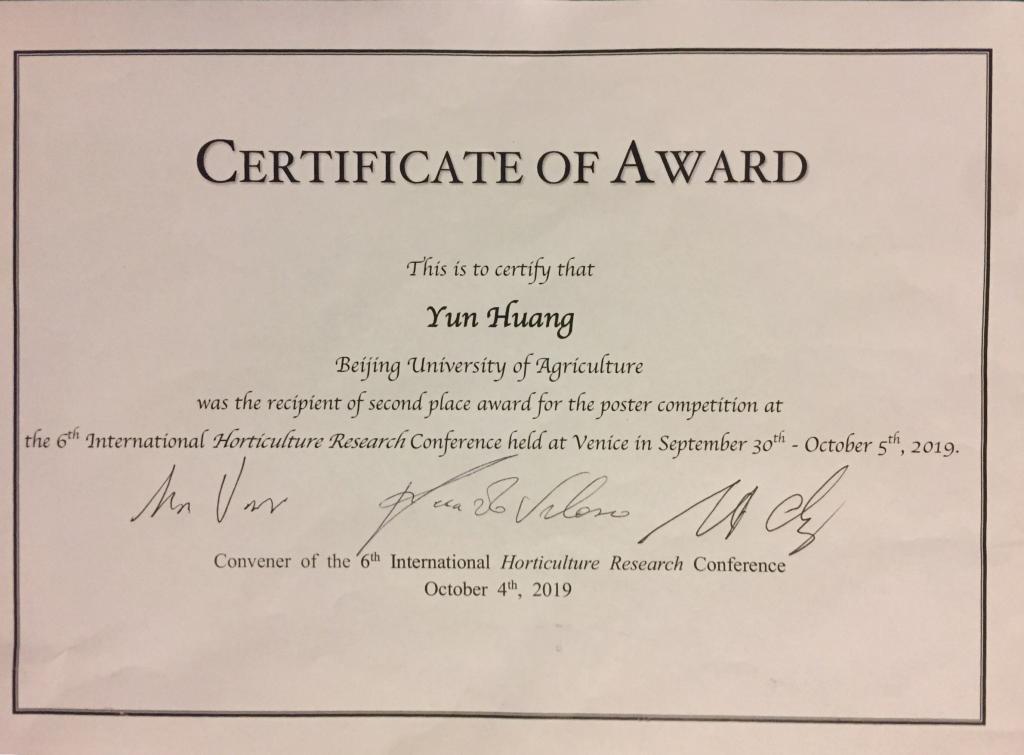 CERTIFICATE OF AWARD
This is to certify that
Yun Huang
Beijing University of Agriculture
was the recipient of second place award for the poster competition at
the 6th International Horticulture Research Conference held at Venice in September 30th - October 5th, 2019.
Convener of the 6th International Horticulture Research Conference
October 4th, 2019